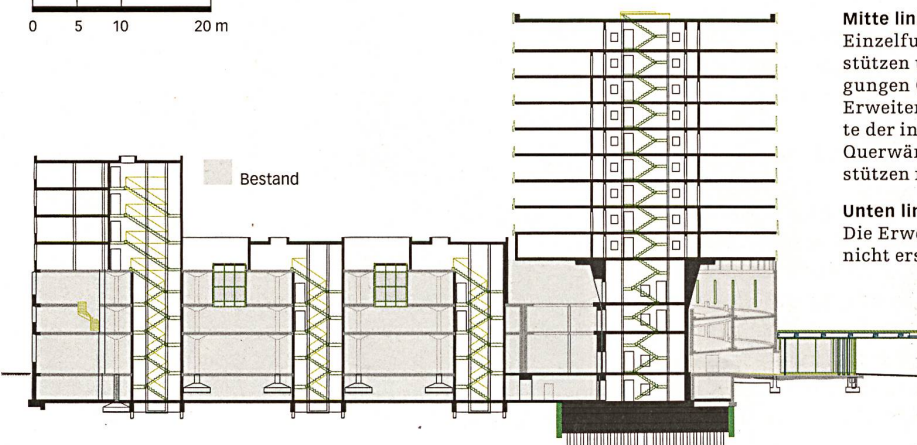 0 5 10 20 m
Bestand
Mitte lin
Einzelfu
stützen
gungen
Erweiter
te der in
Querwär
stützen
Unten lin
Die Erwe
nicht ers